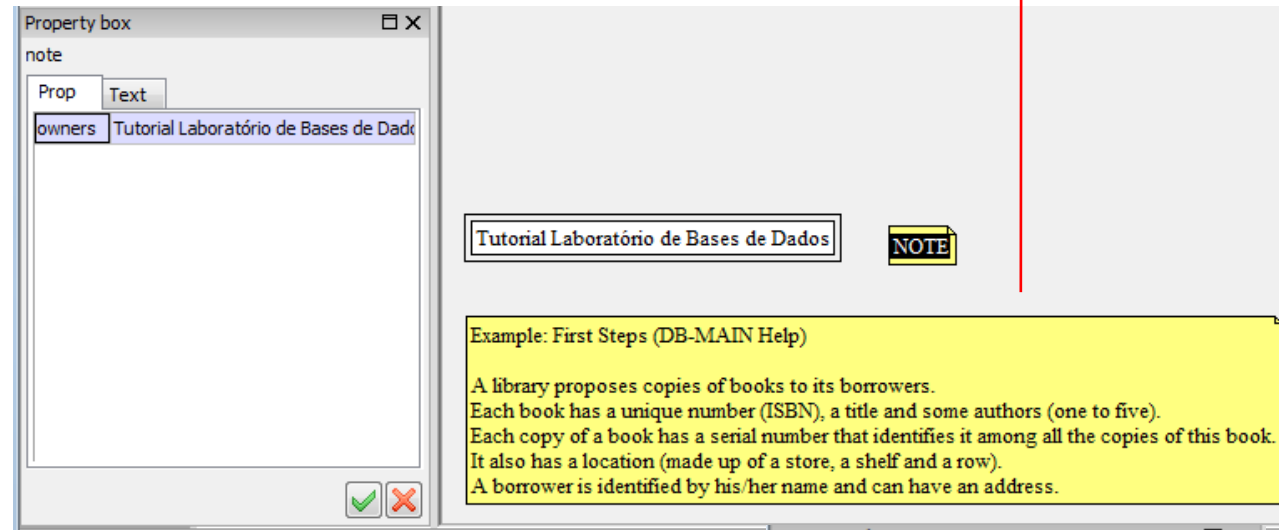 Property box
note
Prop Text
owners Tutorial Laboratório de Bases de Dado
Tutorial Laboratório de Bases de Dados
NOTE
Example: First Steps (DB-MAIN Help)
A library proposes copies of books to its borrowers.
Each book has a unique number (ISBN), a title and some authors (one to five).
Each copy of a book has a serial number that identifies it among all the copies of this book.
It also has a location (made up of a store, a shelf and a row).
A borrower is identified by his/her name and can have an address.